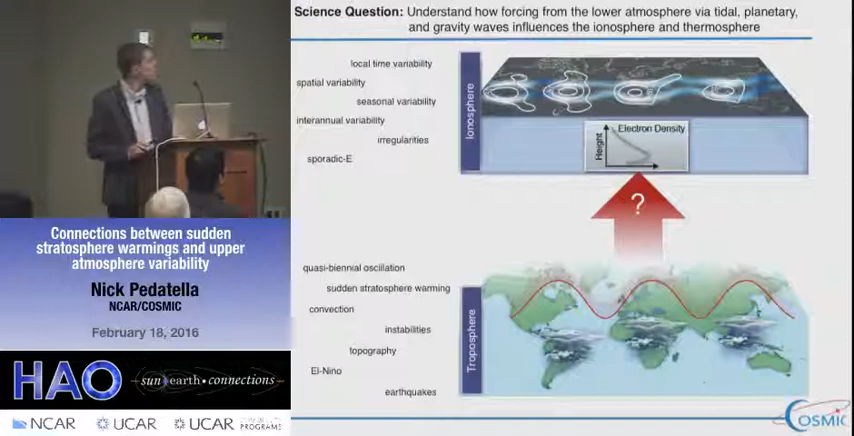 Science Question: Understand how forcing from the lower atmosphere via tidal, planetary,
and gravity waves influences the ionosphere and thermosphere
local time variability
spatial variability
seasonal variability
interannual variability
irregularities
sporadic-E
Ionosphere
Electron Density
Height
?
quasi-biennial oscillation
sudden stratosphere warming
convection
instabilities
topography
El-Nino
earthquakes
Troposphere
COSMIC
Connections between sudden
stratosphere warmings and upper
atmosphere variability
Nick Pedatella
NCAR/COSMIC
February 18, 2016
HAO
sun earth connections
NCAR
UCAR
UCAR
PROGRAMS